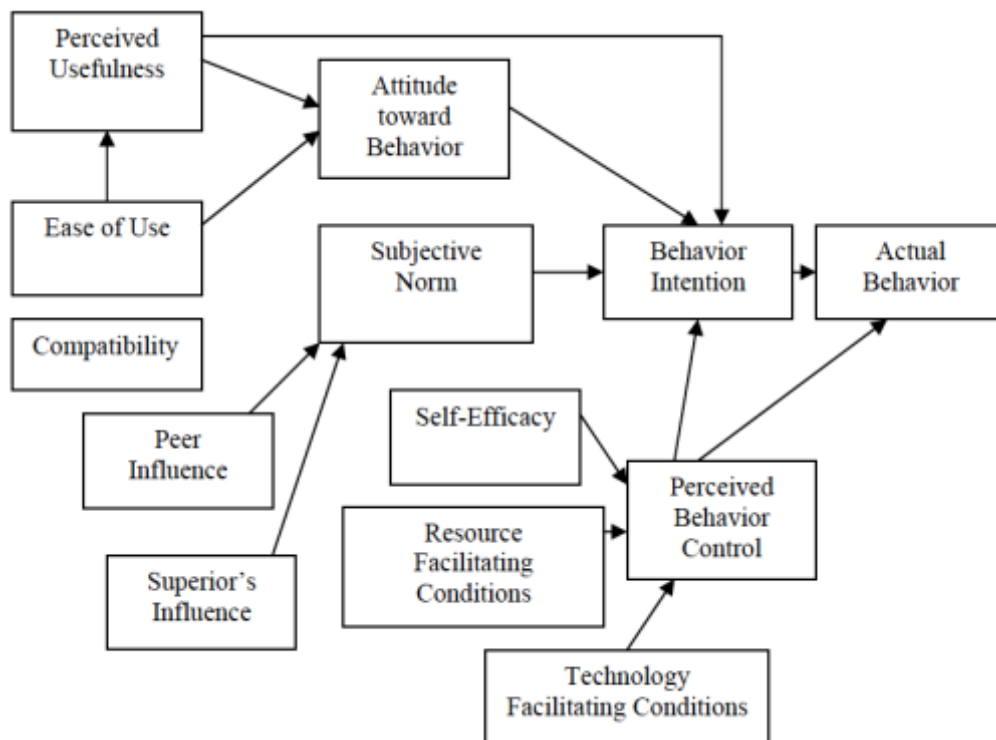 Perceived
Usefulness
Attitude
toward
Behavior
Ease of Use
Subjective
Norm
Behavior
Intention
Actual
Behavior
Compatibility
Peer
Influence
Self-Efficacy
Perceived
Behavior
Control
Resource
Facilitating
Conditions
Superior’s
Influence
Technology
Facilitating Conditions